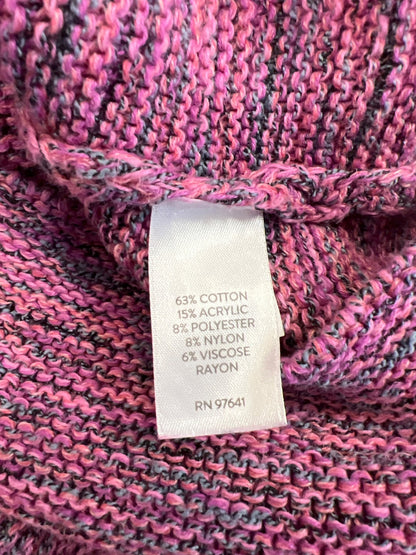 63% COTTON
15% ACRYLIC
8% POLYESTER
8% NYLON
6% VISCOSE
RAYON
RN 97641